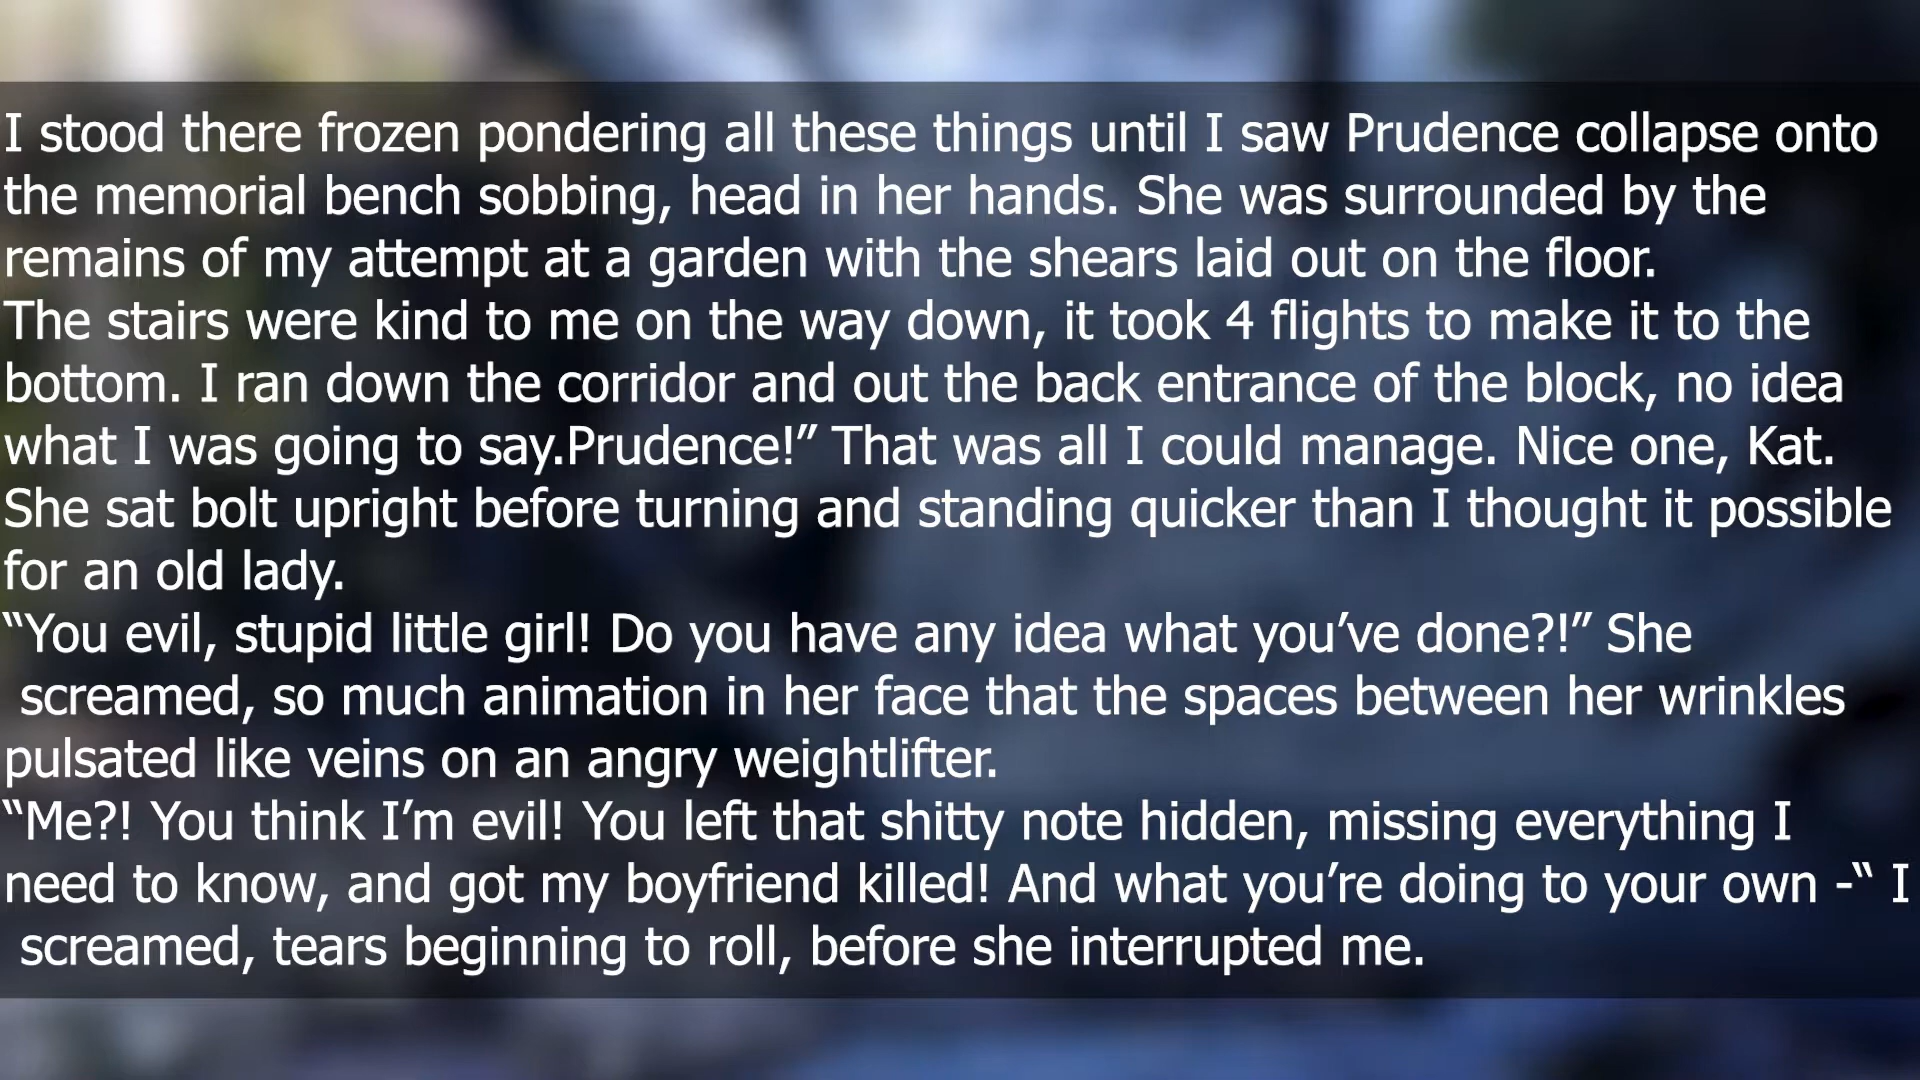 I stood there frozen pondering all these things until I saw Prudence collapse onto
the memorial bench sobbing, head in her hands. She was surrounded by the
remains of my attempt at a garden with the shears laid out on the floor.
The stairs were kind to me on the way down, it took 4 flights to make it to the
bottom. I ran down the corridor and out the back entrance of the block, no idea
what I was going to say.Prudence!” That was all I could manage. Nice one, Kat.
She sat bolt upright before turning and standing quicker than I thought it possible
for an old lady.
“You evil, stupid little girl! Do you have any idea what you’ve done?!” She
screamed, so much animation in her face that the spaces between her wrinkles
pulsated like veins on an angry weightlifter.
“Me?! You think I’m evil! You left that shitty note hidden, missing everything I
need to know, and got my boyfriend killed! And what you’re doing to your own -“ I
screamed, tears beginning to roll, before she interrupted me.